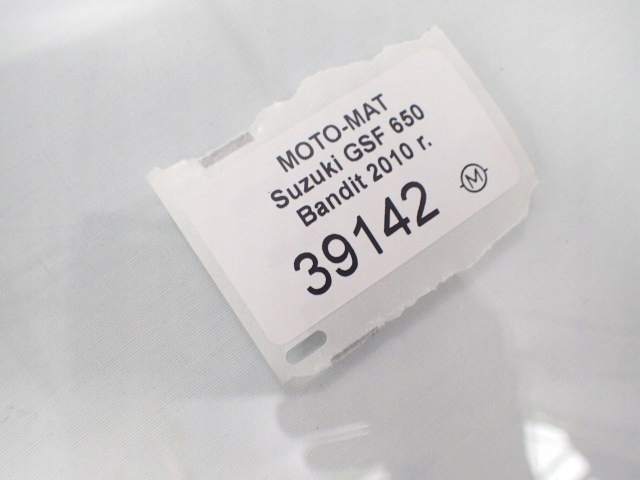 MOTO-MAT
Suzuki GSF 650
Bandit 2010 r.
39142
M